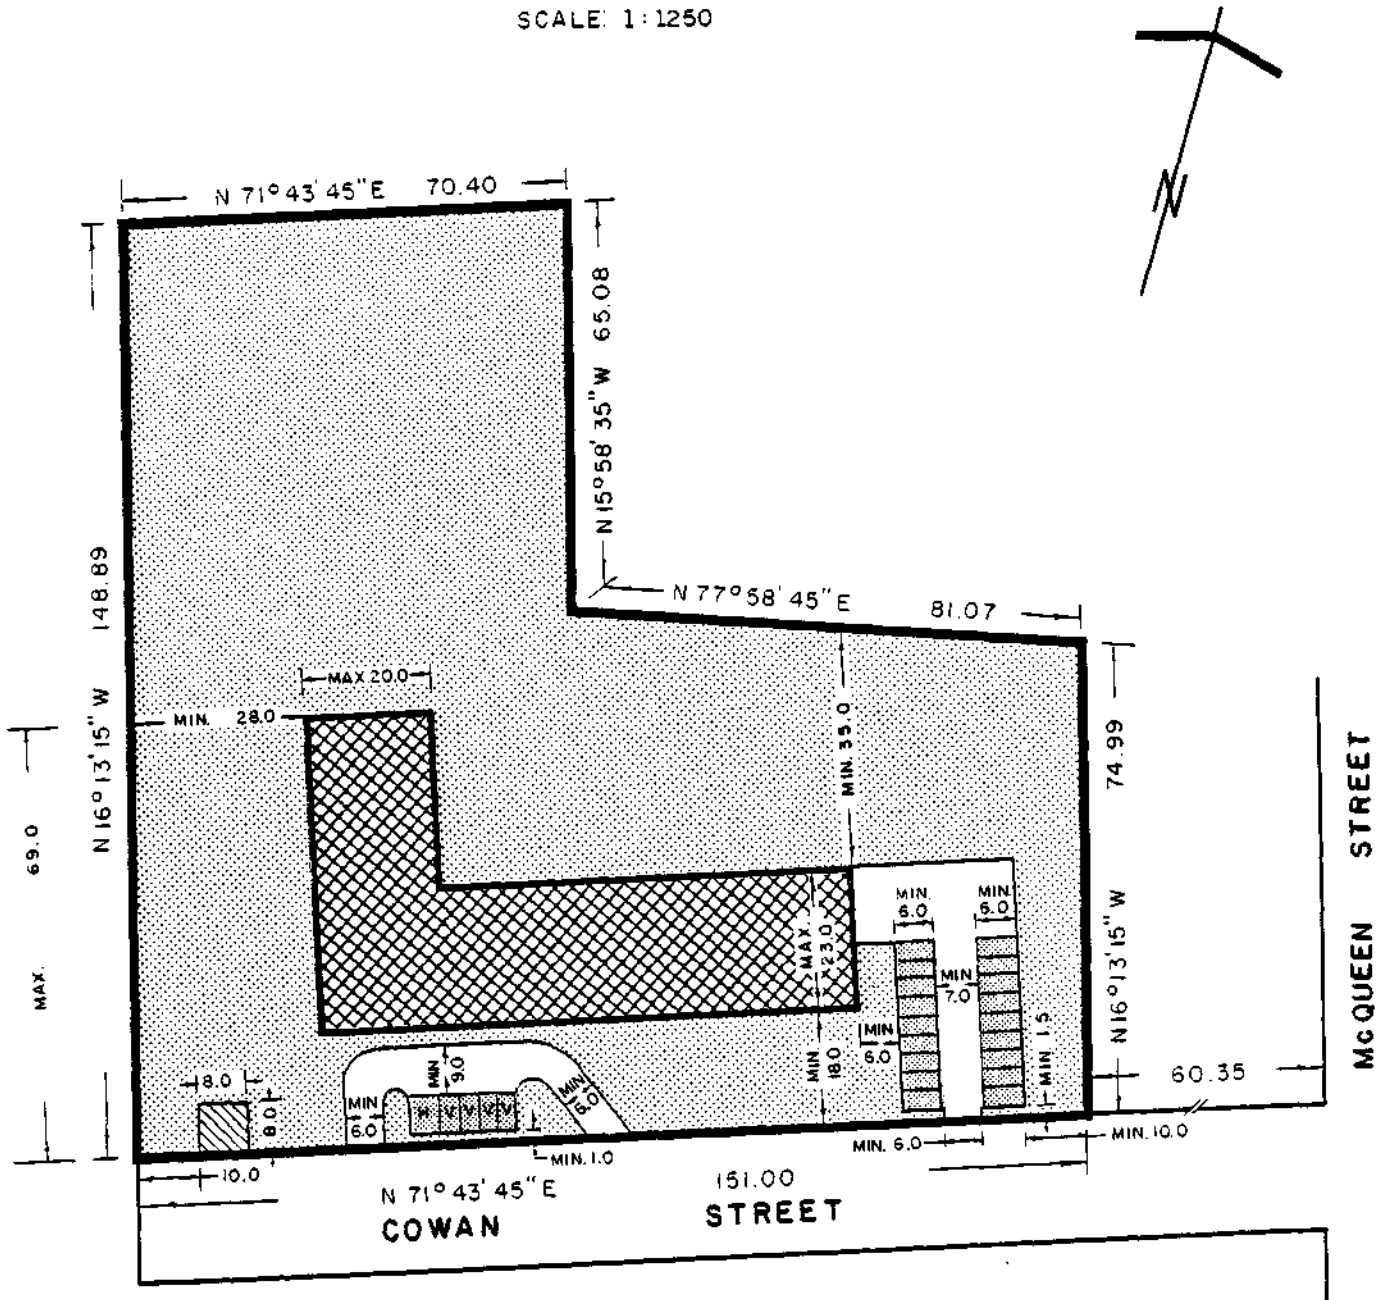 SCALE: 1:1250
N
N 71° 43' 45" E 70.40
N 15° 58' 35" W 65.08
N 77° 58' 45" E 81.07
N 16° 13' 15" W 148.89
MAX. 69.0
MAX 20.0
MIN. 28.0
MIN. 35.0
74.99
N 16° 13' 15" W
McQUEEN STREET
MIN. 6.0
MIN. 6.0
MAX. 23.0
MIN 7.0
MIN 6.0
MIN 18.0
MIN 1.5
MIN 9.0
MIN. 6.0
8.0
8.0
MIN 6.0
H V V V V
60.35
MIN. 6.0
MIN. 10.0
MIN. 1.0
10.0
N 71° 43' 45" E 151.00
COWAN STREET